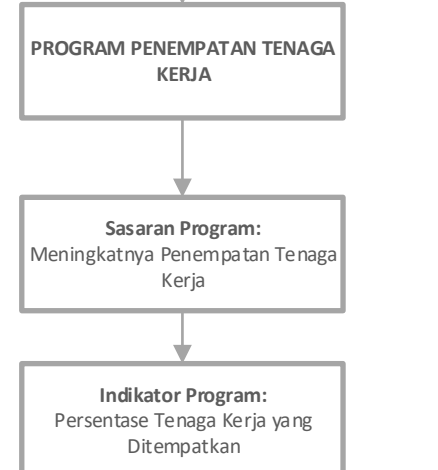 PROGRAM PENEMPATAN TENAGA
KERJA
Sasaran Program:
Meningkatnya Penempatan Tenaga
Kerja
Indikator Program:
Persentase Tenaga Kerja yang
Ditempatkan